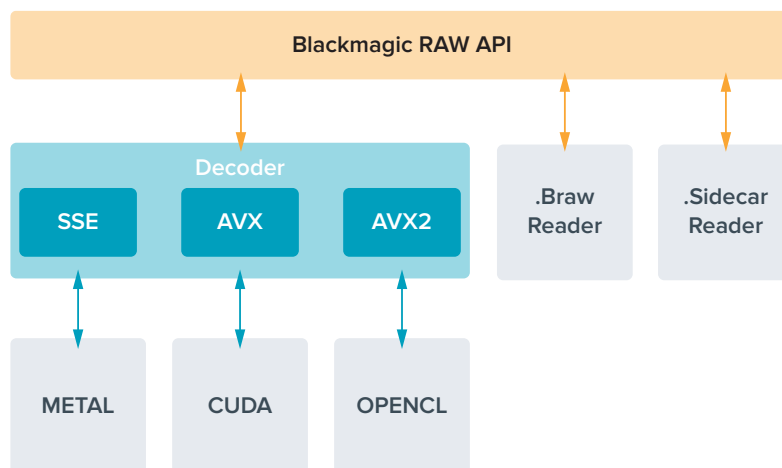 Blackmagic RAW API
Decoder
SSE
AVX
AVX2
.Braw
Reader
.Sidecar
Reader
METAL
CUDA
OPENCL